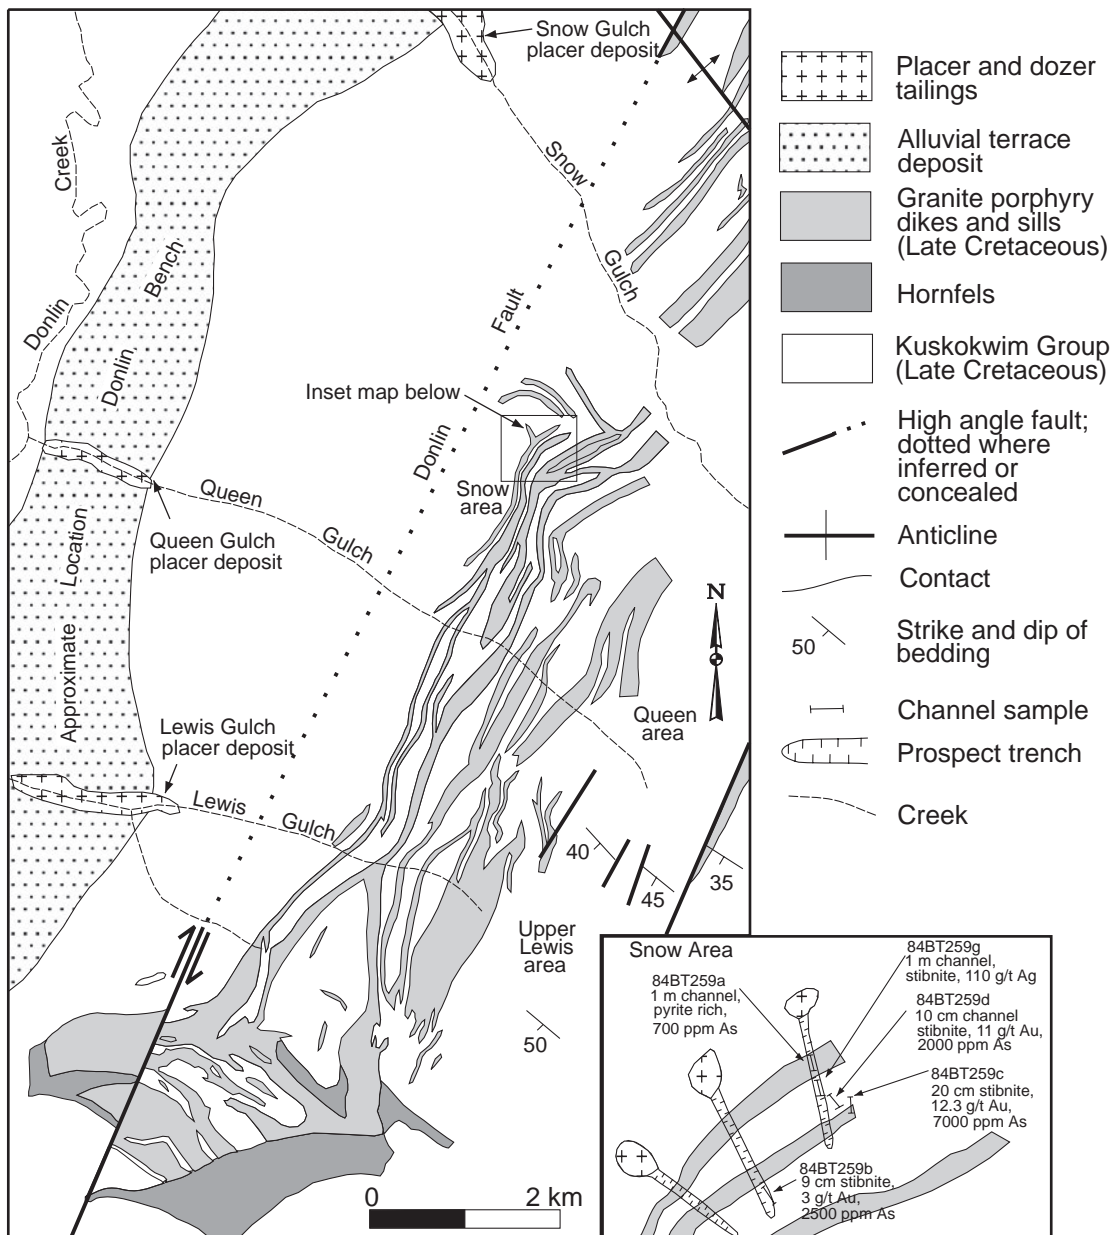 Snow Gulch
placer deposit
Creek
Donlin
Bench
Donlin
Location
Approximate
Snow
Gulch
Fault
Donlin
Inset map below
Snow
area
Queen
Gulch
Queen Gulch
placer deposit
N
Queen
area
Lewis Gulch
placer deposit
Lewis
Gulch
40
45
35
Upper
Lewis
area
50
0
2 km
Placer and dozer
tailings
Alluvial terrace
deposit
Granite porphyry
dikes and sills
(Late Cretaceous)
Hornfels
Kuskokwim Group
(Late Cretaceous)
High angle fault;
dotted where
inferred or
concealed
Anticline
Contact
50
Strike and dip of
bedding
Channel sample
Prospect trench
Creek
Snow Area
84BT259a
1 m channel,
pyrite rich,
700 ppm As
84BT259g
1 m channel,
stibnite, 110 g/t Ag
84BT259d
10 cm channel
stibnite, 11 g/t Au,
2000 ppm As
84BT259c
20 cm stibnite,
12.3 g/t Au,
7000 ppm As
84BT259b
9 cm stibnite,
3 g/t Au,
2500 ppm As